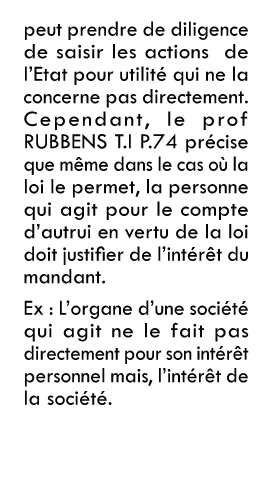 peut prendre de diligence
de saisir les actions de
l'Etat pour utilité qui ne la
concerne pas directement.
Cependant, le prof
RUBBENS T.I P.74 précise
que même dans le cas où la
loi le permet, la personne
qui agit pour le compte
d'autrui en vertu de la loi
doit justifier de l'intérêt du
mandant.
Ex : L'organe d'une société
qui agit ne le fait pas
directement pour son intérêt
personnel mais, l'intérêt de
la société.